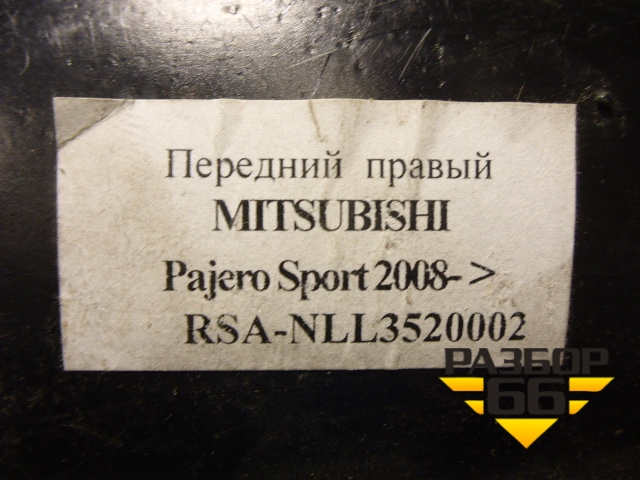 Передний правый
MITSUBISHI
Pajero Sport 2008->
RSA-NLL3520002
РАЗБОР
66